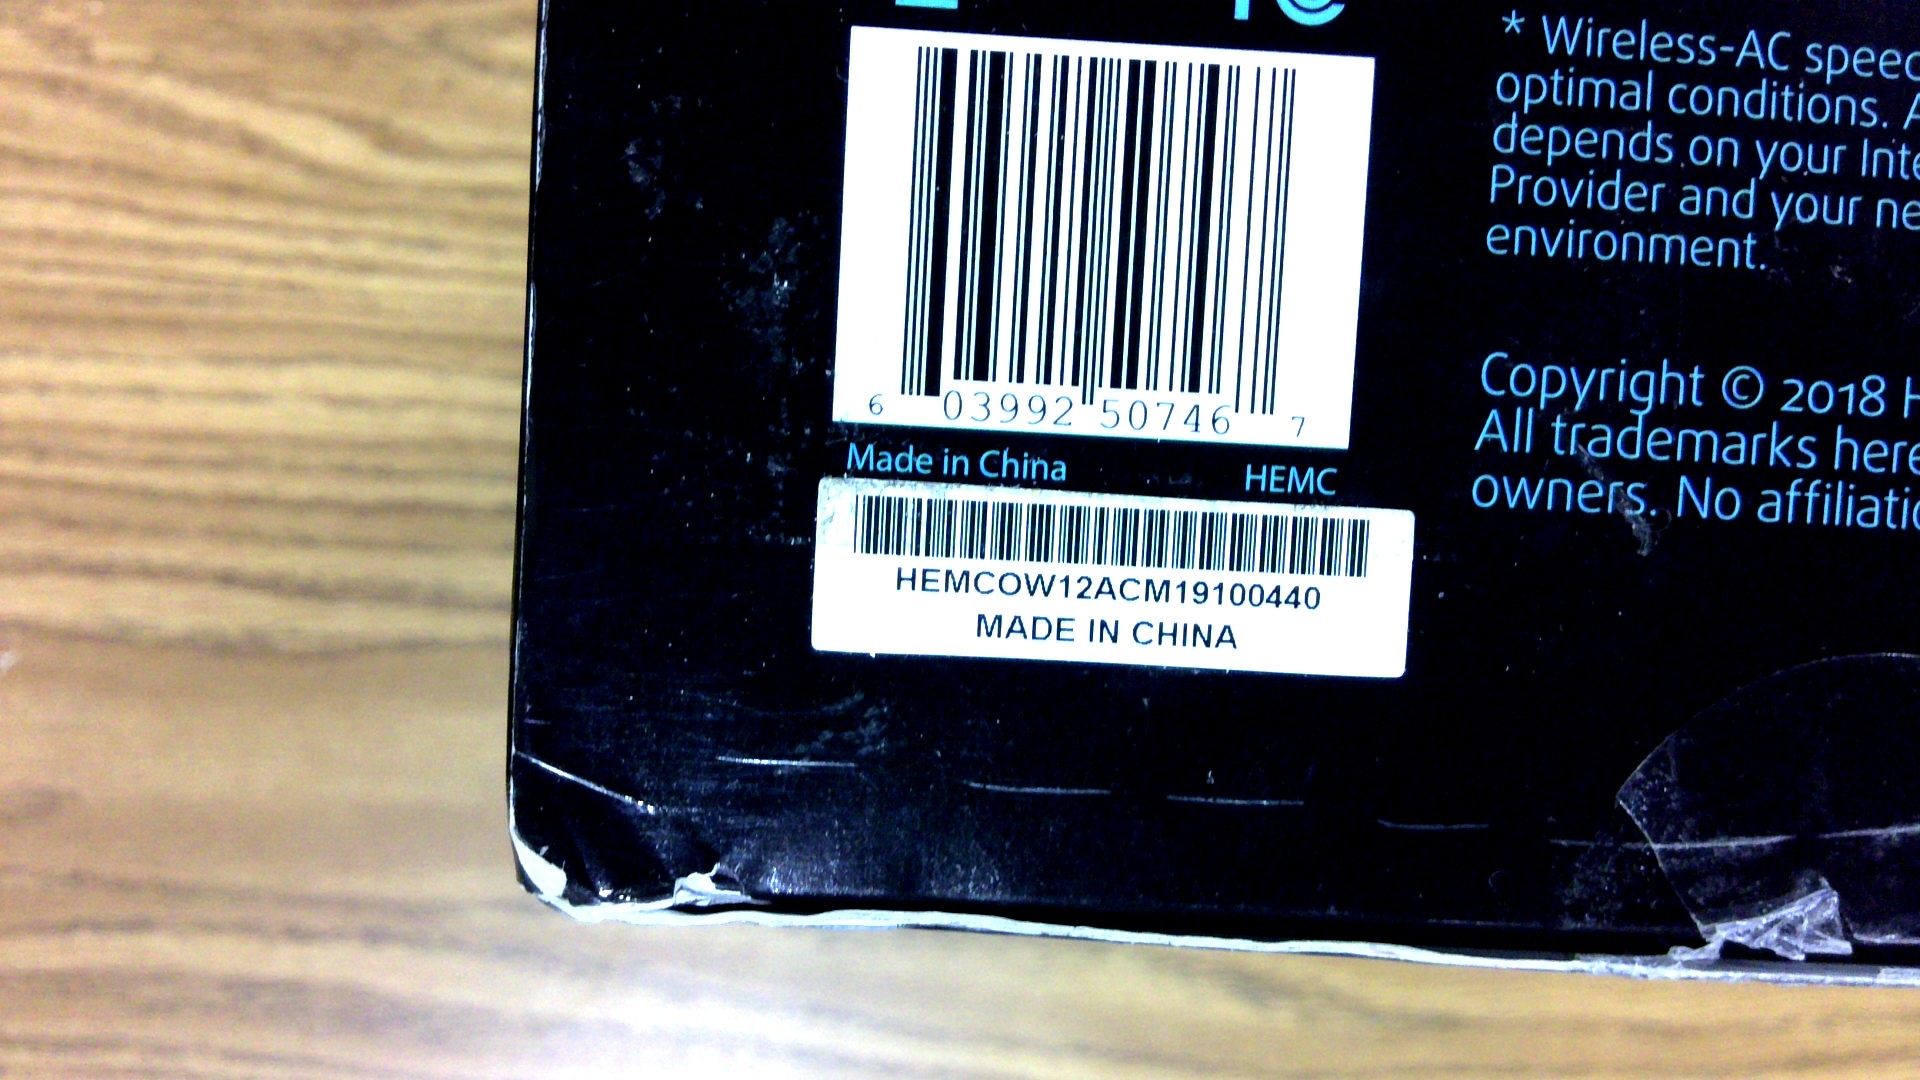 * Wireless-AC
optimal conditions.
depends on your
Provider and your
environment.
6 03992 50746 7
Made in China HEMC
HEMCOW12ACM19100440
MADE IN CHINA
Copyright © 2018
All trademarks
owners. No